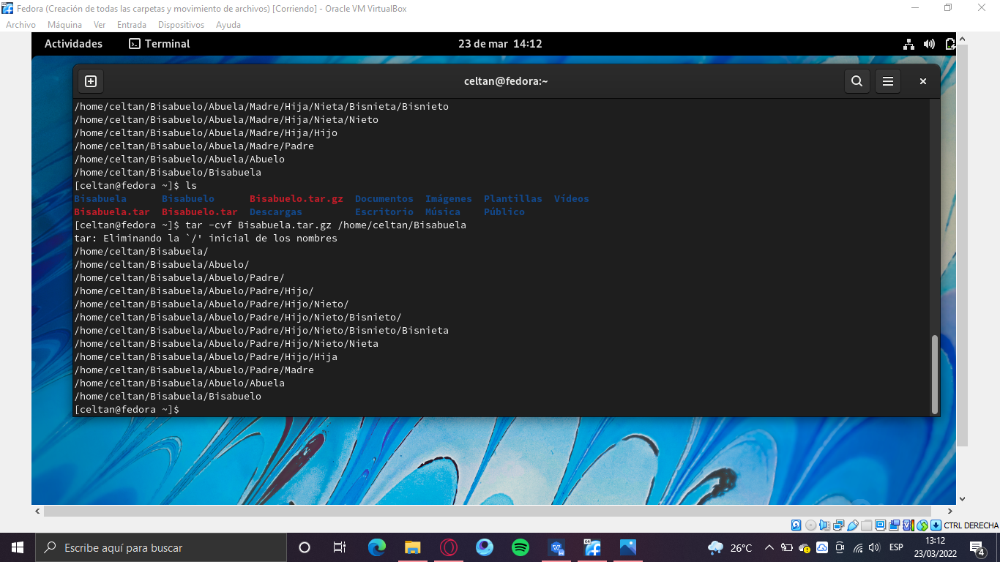 Fedora (Creación de todas las carpetas y movimiento de archivos) [Corriendo] - Oracle VM VirtualBox
Archivo Máquina Ver Entrada Dispositivos Ayuda
Actividades Terminal 23 de mar 14:12
celtan@fedora:~
/home/celtan/Bisabuelo/Abuela/Madre/Hija/Nieta/Bisnieta/Bisnieto
/home/celtan/Bisabuelo/Abuela/Madre/Hija/Nieta/Nieto
/home/celtan/Bisabuelo/Abuela/Madre/Hija/Hijo
/home/celtan/Bisabuelo/Abuela/Madre/Padre
/home/celtan/Bisabuelo/Abuela/Abuelo
/home/celtan/Bisabuelo/Bisabuela
[celtan@fedora ~]$ ls
Bisabuela Bisabuelo Bisabuelo.tar.gz Documentos Imágenes Plantillas Vídeos
Bisabuela.tar Bisabuelo.tar Descargas Escritorio Música Público
[celtan@fedora ~]$ tar -cvf Bisabuela.tar.gz /home/celtan/Bisabuela
tar: Eliminando la `/' inicial de los nombres
/home/celtan/Bisabuela/
/home/celtan/Bisabuela/Abuelo/
/home/celtan/Bisabuela/Abuelo/Padre/
/home/celtan/Bisabuela/Abuelo/Padre/Hijo/
/home/celtan/Bisabuela/Abuelo/Padre/Hijo/Nieto/
/home/celtan/Bisabuela/Abuelo/Padre/Hijo/Nieto/Bisnieto/
/home/celtan/Bisabuela/Abuelo/Padre/Hijo/Nieto/Bisnieto/Bisnieta
/home/celtan/Bisabuela/Abuelo/Padre/Hijo/Nieto/Nieta
/home/celtan/Bisabuela/Abuelo/Padre/Hijo/Hija
/home/celtan/Bisabuela/Abuelo/Padre/Madre
/home/celtan/Bisabuela/Abuelo/Abuela
/home/celtan/Bisabuela/Bisabuelo
[celtan@fedora ~]$
CTRL DERECHA
Escribe aquí para buscar 26°C ESP 13:12
23/03/2022 4